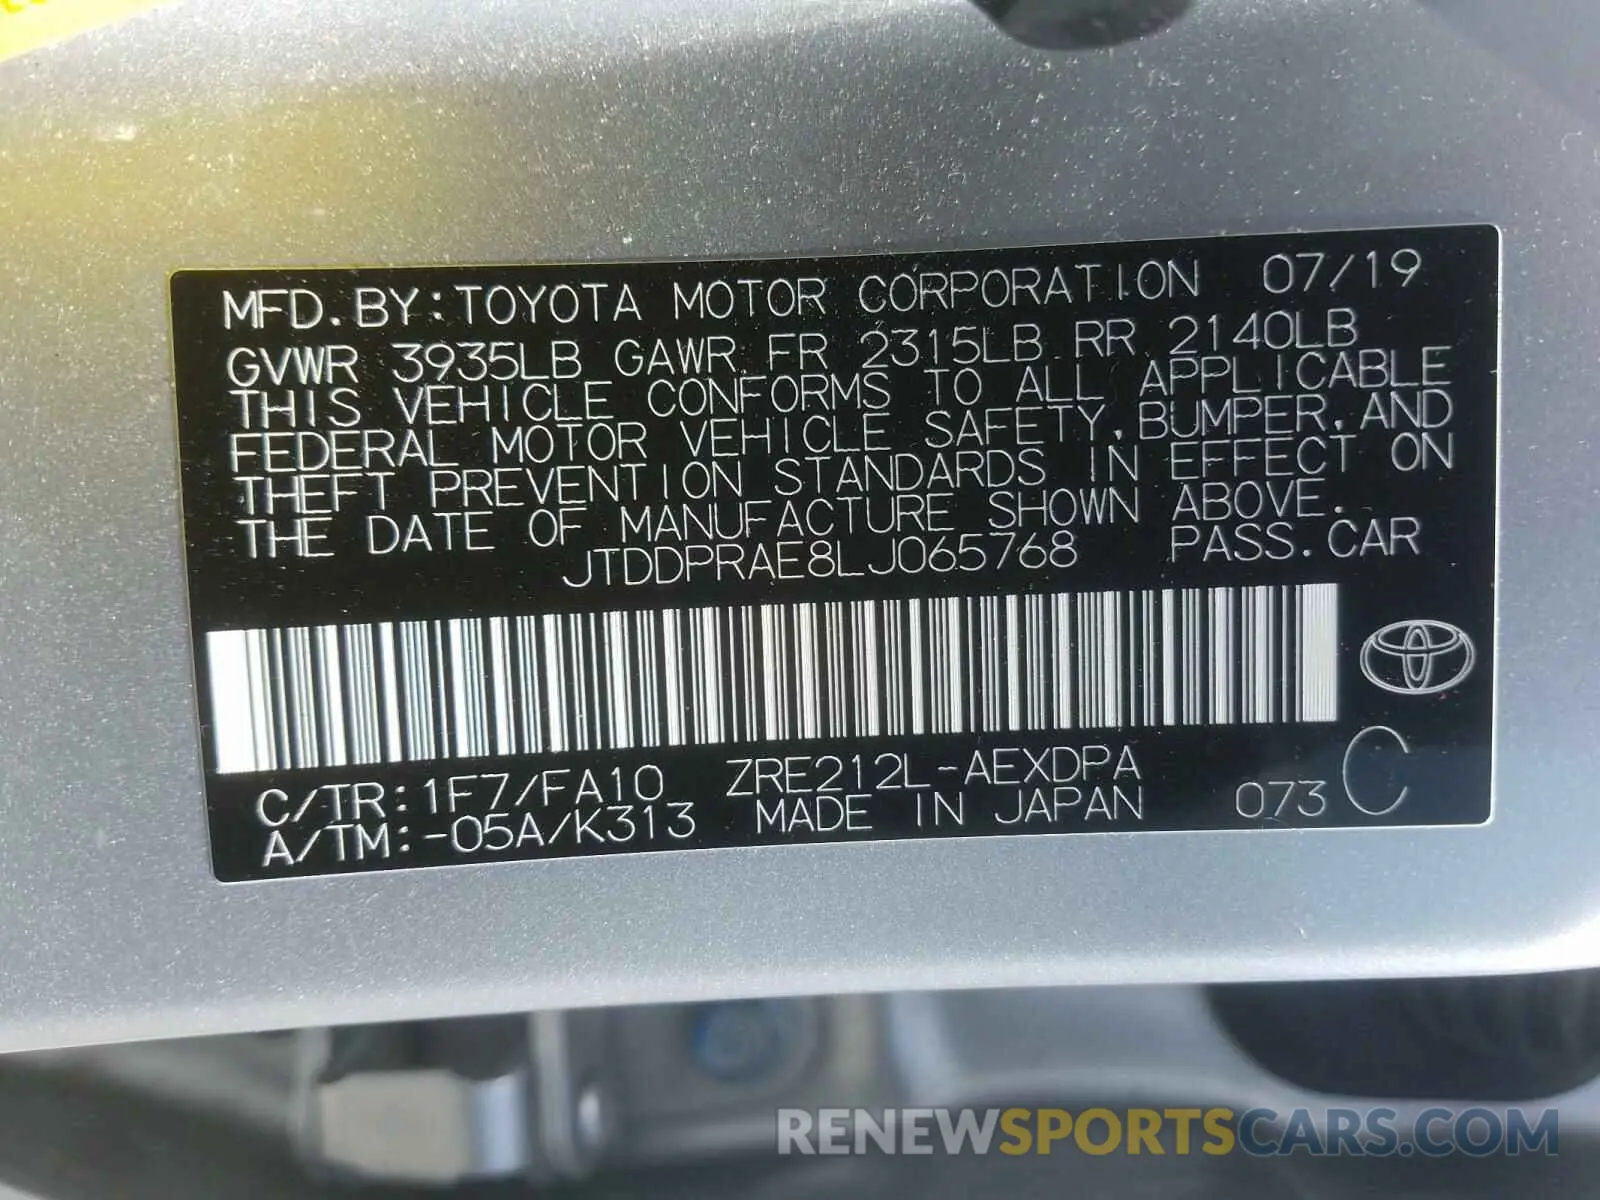 MFD. BY: TOYOTA MOTOR CORPORATION 07/19
GVWR 3935LB GAWR FR 2315LB RR 2140LB
THIS VEHICLE CONFORMS TO ALL APPLICABLE
FEDERAL MOTOR VEHICLE SAFETY, BUMPER, AND
THEFT PREVENTION STANDARDS IN EFFECT ON
THE DATE OF MANUFACTURE SHOWN ABOVE.
JTDDPRAE8LJ065768 PASS. CAR
C/TR: 1F7/FA10 ZRE212L-AEXDPA
A/TM: -05A/K313 MADE IN JAPAN 073 C
RENEWSPORTSCARS.COM